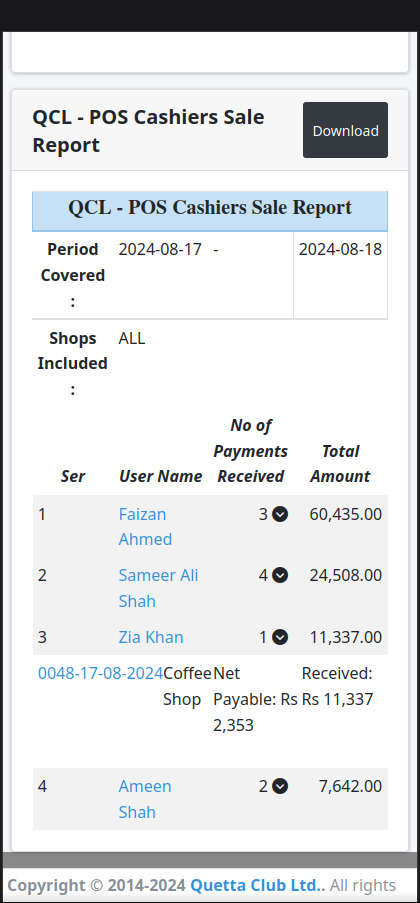 QCL - POS Cashiers Sale
Report
Download
QCL - POS Cashiers Sale Report
Period Covered : 2024-08-17 - 2024-08-18
Shops Included : ALL
Ser User Name No of Payments Received Total Amount
1 Faizan Ahmed 3 60,435.00
2 Sameer Ali Shah 4 24,508.00
3 Zia Khan 1 11,337.00
0048-17-08-2024 Coffee Shop Net Payable: Rs 2,353 Received: Rs 11,337
4 Ameen Shah 2 7,642.00
Copyright © 2014-2024 Quetta Club Ltd.. All rights